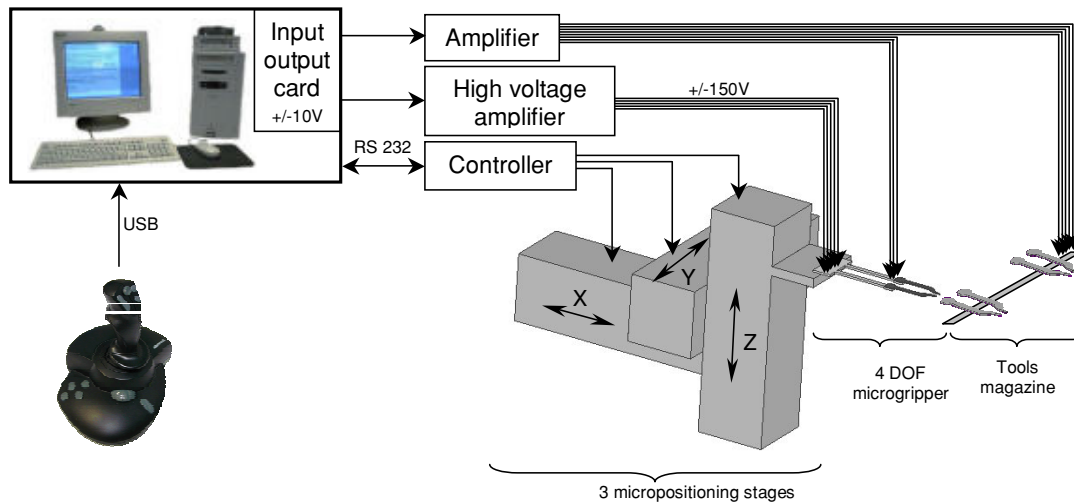 Input
output
card
+/-10V
Amplifier
High voltage
amplifier
+/-150V
RS 232
Controller
USB
X
Y
Z
4 DOF
microgripper
Tools
magazine
3 micropositioning stages